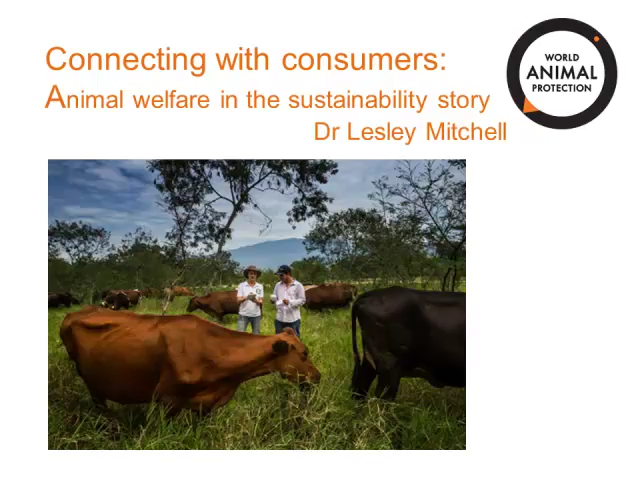 Connecting with consumers:
Animal welfare in the sustainability story
Dr Lesley Mitchell
WORLD
ANIMAL
PROTECTION